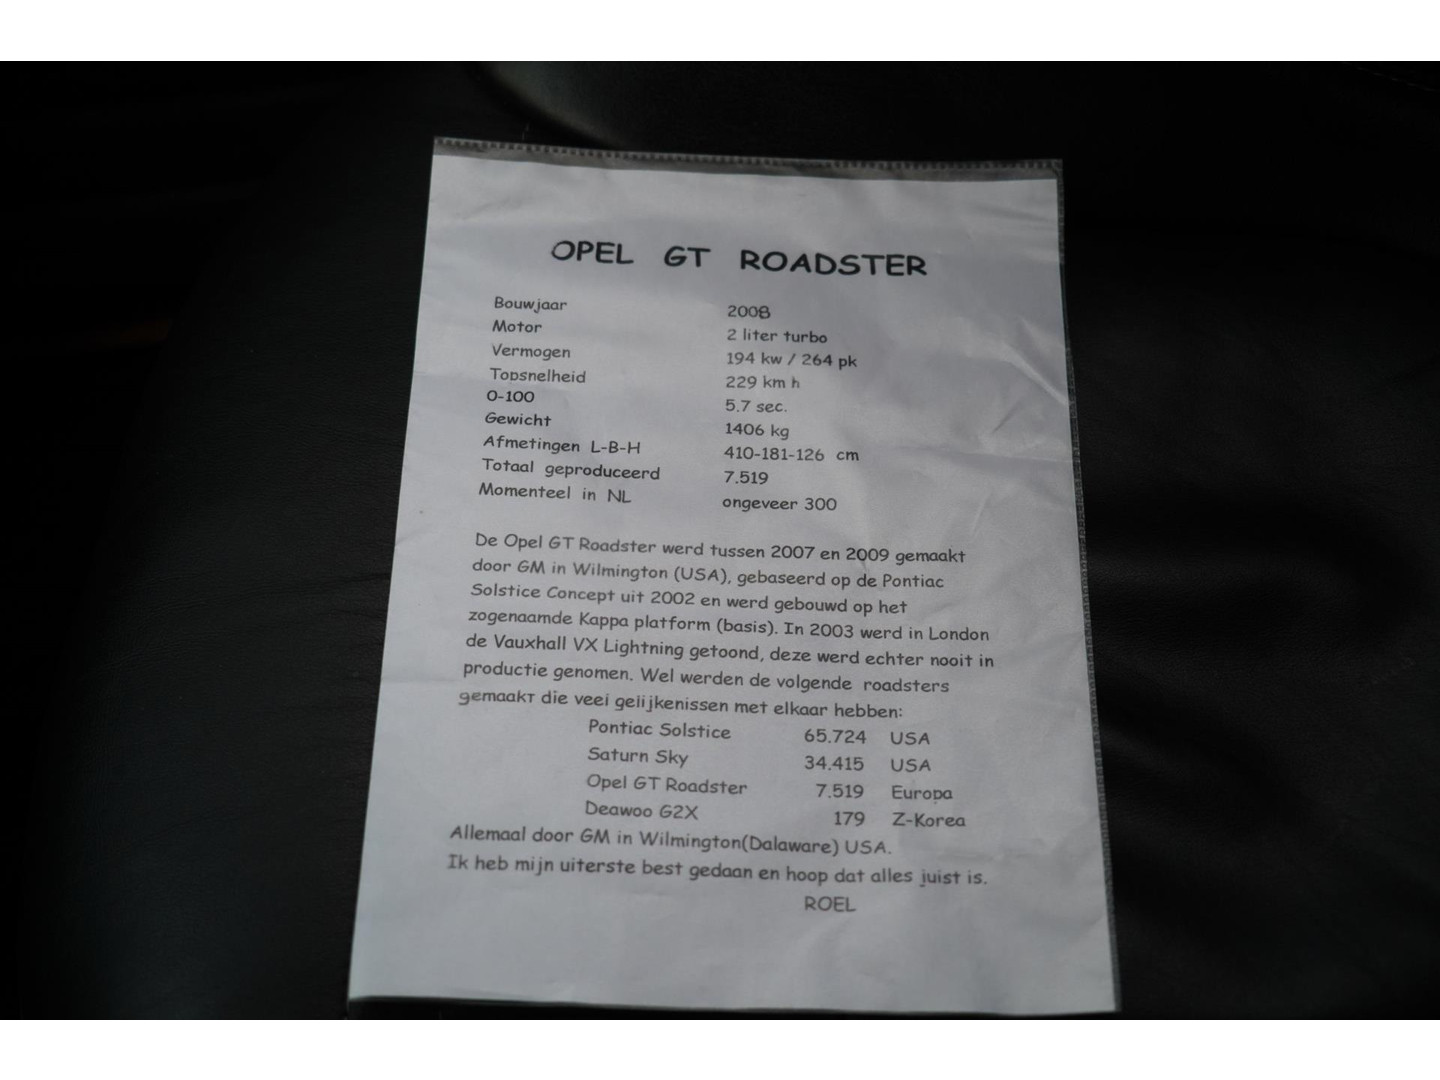 OPEL GT ROADSTER
Bouwjaar 2008
Motor 2 liter turbo
Vermogen 194 kw / 264 pk
Topsnelheid 229 km h
0-100 5.7 sec.
Gewicht 1406 kg
Afmetingen L-B-H 410-181-126 cm
Totaal geproduceerd 7.519
Momenteel in NL ongeveer 300
De Opel GT Roadster werd tussen 2007 en 2009 gemaakt
door GM in Wilmington (USA), gebaseerd op de Pontiac
Solstice Concept uit 2002 en werd gebouwd op het
zogenaamde Kappa platform (basis). In 2003 werd in London
de Vauxhall VX Lightning getoond, deze werd echter nooit in
productie genomen. Wel werden de volgende roadsters
gemaakt die veel gelijkenissen met elkaar hebben:
Pontiac Solstice 65.724 USA
Saturn Sky 34.415 USA
Opel GT Roadster 7.519 Europa
Deawoo G2X 179 Z-Korea
Allemaal door GM in Wilmington(Dalaware) USA.
Ik heb mijn uiterste best gedaan en hoop dat alles juist is.
ROEL